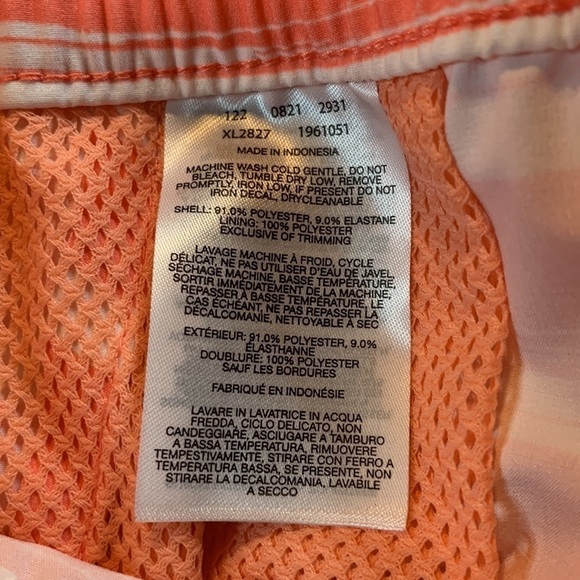 122 0821 2931
XL2827 1961051
MADE IN INDONESIA
MACHINE WASH COLD GENTLE, DO NOT
BLEACH, TUMBLE DRY LOW, REMOVE
PROMPTLY, IRON LOW, IF PRESENT DO NOT
IRON DECAL, DRYCLEANABLE
SHELL: 91.0% POLYESTER, 9.0% ELASTANE
LINING: 100% POLYESTER
EXCLUSIVE OF TRIMMING
LAVAGE MACHINE À FROID, CYCLE
DÉLICAT, NE PAS UTILISER D'EAU DE JAVEL,
SÉCHAGE MACHINE, BASSE TEMPÉRATURE,
SORTIR IMMÉDIATEMENT DE LA MACHINE,
REPASSER À BASSE TEMPÉRATURE, LE
CAS ÉCHEANT, NE PAS REPASSER LA
DÉCALCOMANIE, NETTOYABLE A SEC
EXTÉRIEUR: 91.0% POLYESTER, 9.0%
ÉLASTHANNE
DOUBLURE: 100% POLYESTER
SAUF LES BORDURES
FABRIQUÉ EN INDONÉSIE
LAVARE IN LAVATRICE IN ACQUA
FREDDA, CICLO DELICATO, NON
CANDEGGIARE, ASCIUGARE A TAMBURO
A BASSA TEMPERATURA, RIMUOVERE
TEMPESTIVAMENTE, STIRARE CON FERRO A
TEMPERATURA BASSA, SE PRESENTE, NON
STIRARE LA DECALCOMANIA, LAVABILE
A SECCO